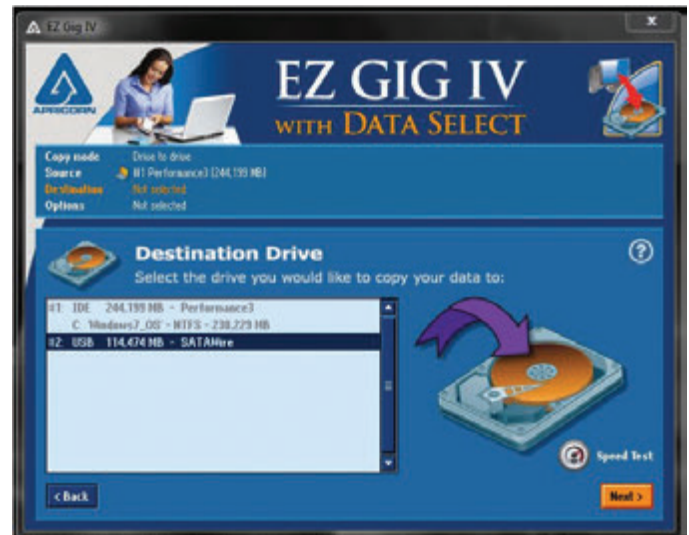 EZ Gig IV
x
APRICORN
EZ GIG IV
WITH DATA SELECT
Copy mode Drive to drive
Source #1 Performance3 (244,199 MB)
Destination Not selected
Options Not selected
Destination Drive
?
Select the drive you would like to copy your data to:
#1: IDE 244,199 MB - Performance3
C: 'Windows7_OS' - NTFS - 238,229 MB
#2: USB 114,474 MB - SATAWire
Speed Test
< Back
Next >